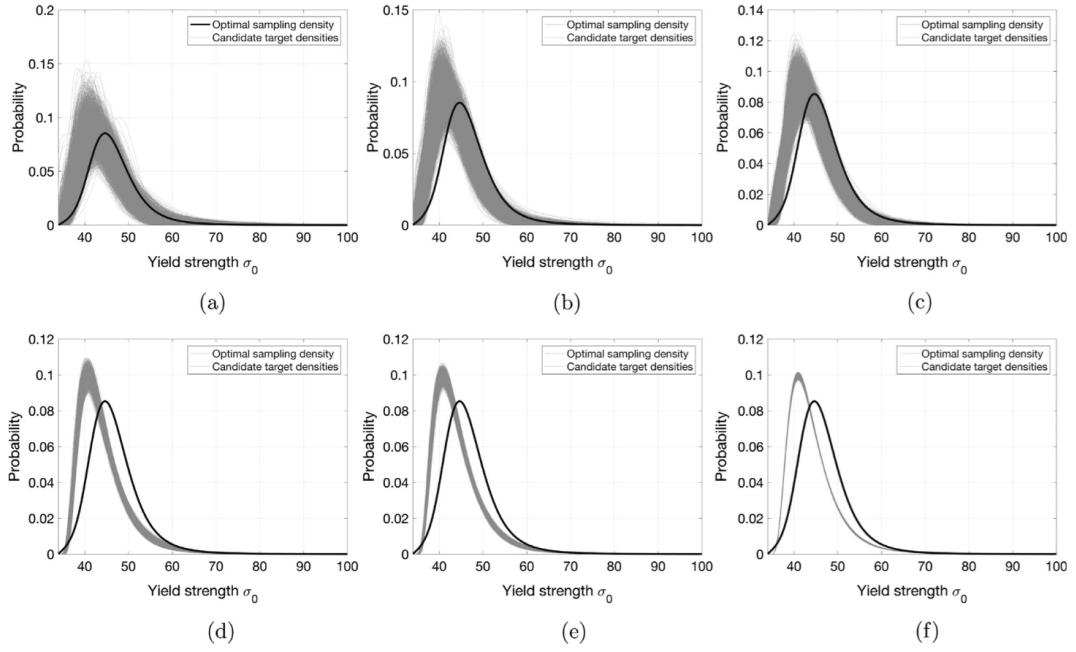 0.2
0.15
0.1
0.05
0
Probability
40 50 60 70 80 90 100
Yield strength σ0
Optimal sampling density
Candidate target densities
(a)
0.15
0.1
0.05
0
Probability
40 50 60 70 80 90 100
Yield strength σ0
Optimal sampling density
Candidate target densities
(b)
0.14
0.12
0.1
0.08
0.06
0.04
0.02
0
Probability
40 50 60 70 80 90 100
Yield strength σ0
Optimal sampling density
Candidate target densities
(c)
0.12
0.1
0.08
0.06
0.04
0.02
0
Probability
40 50 60 70 80 90 100
Yield strength σ0
Optimal sampling density
Candidate target densities
(d)
0.12
0.1
0.08
0.06
0.04
0.02
0
Probability
40 50 60 70 80 90 100
Yield strength σ0
Optimal sampling density
Candidate target densities
(e)
0.12
0.1
0.08
0.06
0.04
0.02
0
Probability
40 50 60 70 80 90 100
Yield strength σ0
Optimal sampling density
Candidate target densities
(f)